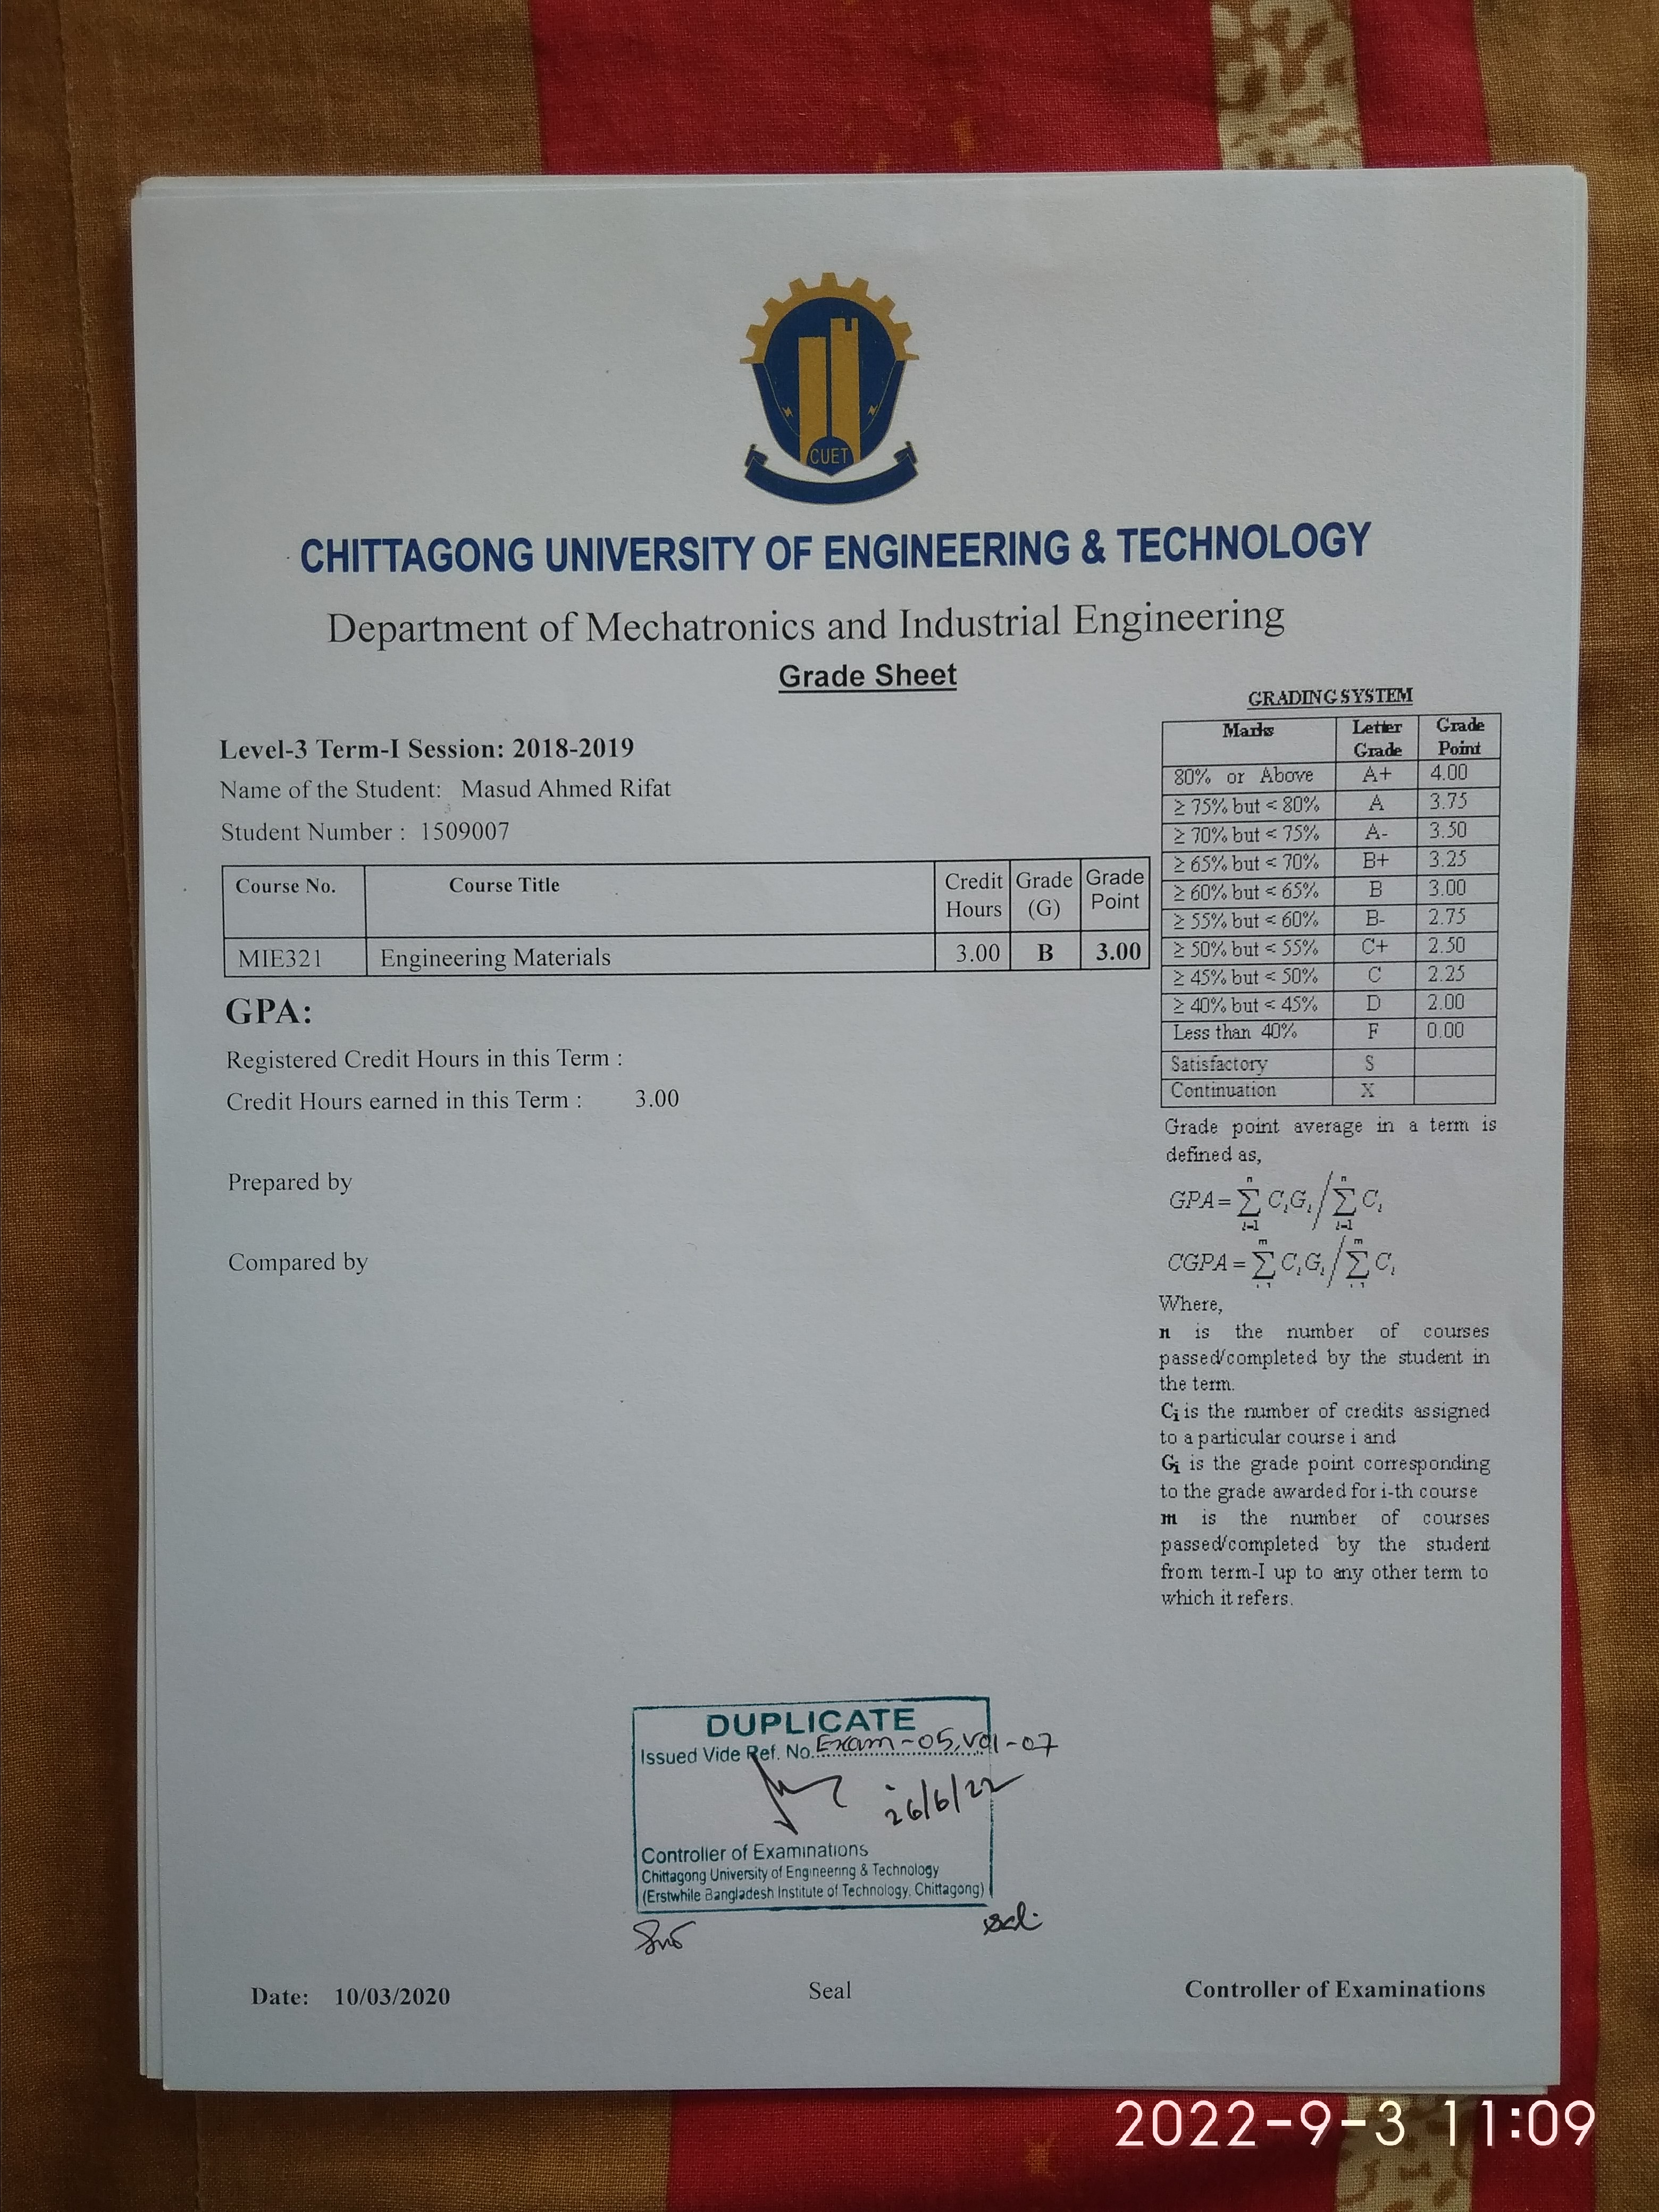 CUET
CHITTAGONG UNIVERSITY OF ENGINEERING & TECHNOLOGY
Department of Mechatronics and Industrial Engineering
Grade Sheet
Level-3 Term-I Session: 2018-2019
Name of the Student: Masud Ahmed Rifat
Student Number : 1509007
Course No. Course Title Credit Hours Grade (G) Grade Point
MIE321 Engineering Materials 3.00 B 3.00
GPA:
Registered Credit Hours in this Term :
Credit Hours earned in this Term : 3.00
Prepared by
Compared by
GRADING SYSTEM
Marks Letter Grade Grade Point
80% or Above A+ 4.00
≥ 75% but < 80% A 3.75
≥ 70% but < 75% A- 3.50
≥ 65% but < 70% B+ 3.25
≥ 60% but < 65% B 3.00
≥ 55% but < 60% B- 2.75
≥ 50% but < 55% C+ 2.50
≥ 45% but < 50% C 2.25
≥ 40% but < 45% D 2.00
Less than 40% F 0.00
Satisfactory S
Continuation X
Grade point average in a term is
defined as,
GPA = ∑ⁿᵢ₌₁ CᵢGᵢ / ∑ⁿᵢ₌₁ Cᵢ
CGPA = ∑ᵐ CᵢGᵢ / ∑ᵐ Cᵢ
Where,
n is the number of courses
passed/completed by the student in
the term.
Cᵢ is the number of credits assigned
to a particular course i and
Gᵢ is the grade point corresponding
to the grade awarded for i-th course
m is the number of courses
passed/completed by the student
from term-I up to any other term to
which it refers.
DUPLICATE
Issued Vide Ref. No. Exam-05, Vol-07
26/6/22
Controller of Examinations
Chittagong University of Engineering & Technology
(Erstwhile Bangladesh Institute of Technology, Chittagong)
Date: 10/03/2020 Seal Controller of Examinations
2022-9-3 11:09